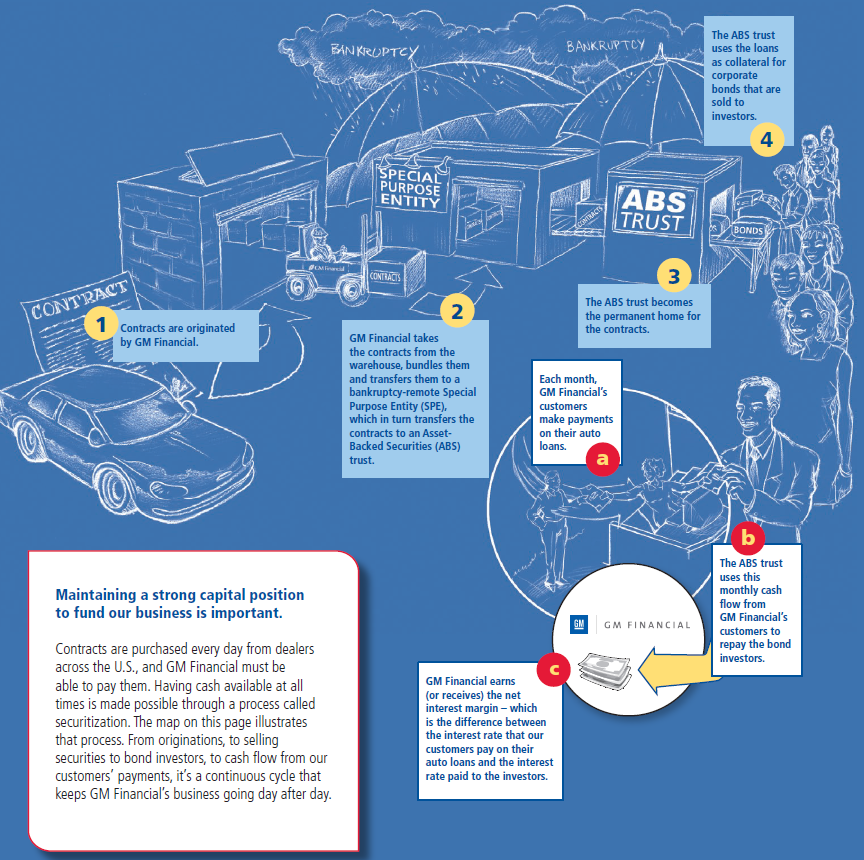 BANKRUPTCY
BANKRUPTCY
The ABS trust
uses the loans
as collateral for
corporate
bonds that are
sold to
investors.
4
SPECIAL
PURPOSE
ENTITY
ABS
TRUST
CONTRACTS
BONDS
GM Financial
CONTRACTS
CONTRACT
1
Contracts are originated
by GM Financial.
2
GM Financial takes
the contracts from the
warehouse, bundles them
and transfers them to a
bankruptcy-remote Special
Purpose Entity (SPE),
which in turn transfers the
contracts to an Asset-
Backed Securities (ABS)
trust.
3
The ABS trust becomes
the permanent home for
the contracts.
Each month,
GM Financial's
customers
make payments
on their auto
loans.
a
b
The ABS trust
uses this
monthly cash
flow from
GM Financial's
customers to
repay the bond
investors.
GM
GM FINANCIAL
c
GM Financial earns
(or receives) the net
interest margin – which
is the difference between
the interest rate that our
customers pay on their
auto loans and the interest
rate paid to the investors.
Maintaining a strong capital position
to fund our business is important.
Contracts are purchased every day from dealers
across the U.S., and GM Financial must be
able to pay them. Having cash available at all
times is made possible through a process called
securitization. The map on this page illustrates
that process. From originations, to selling
securities to bond investors, to cash flow from our
customers' payments, it's a continuous cycle that
keeps GM Financial's business going day after day.